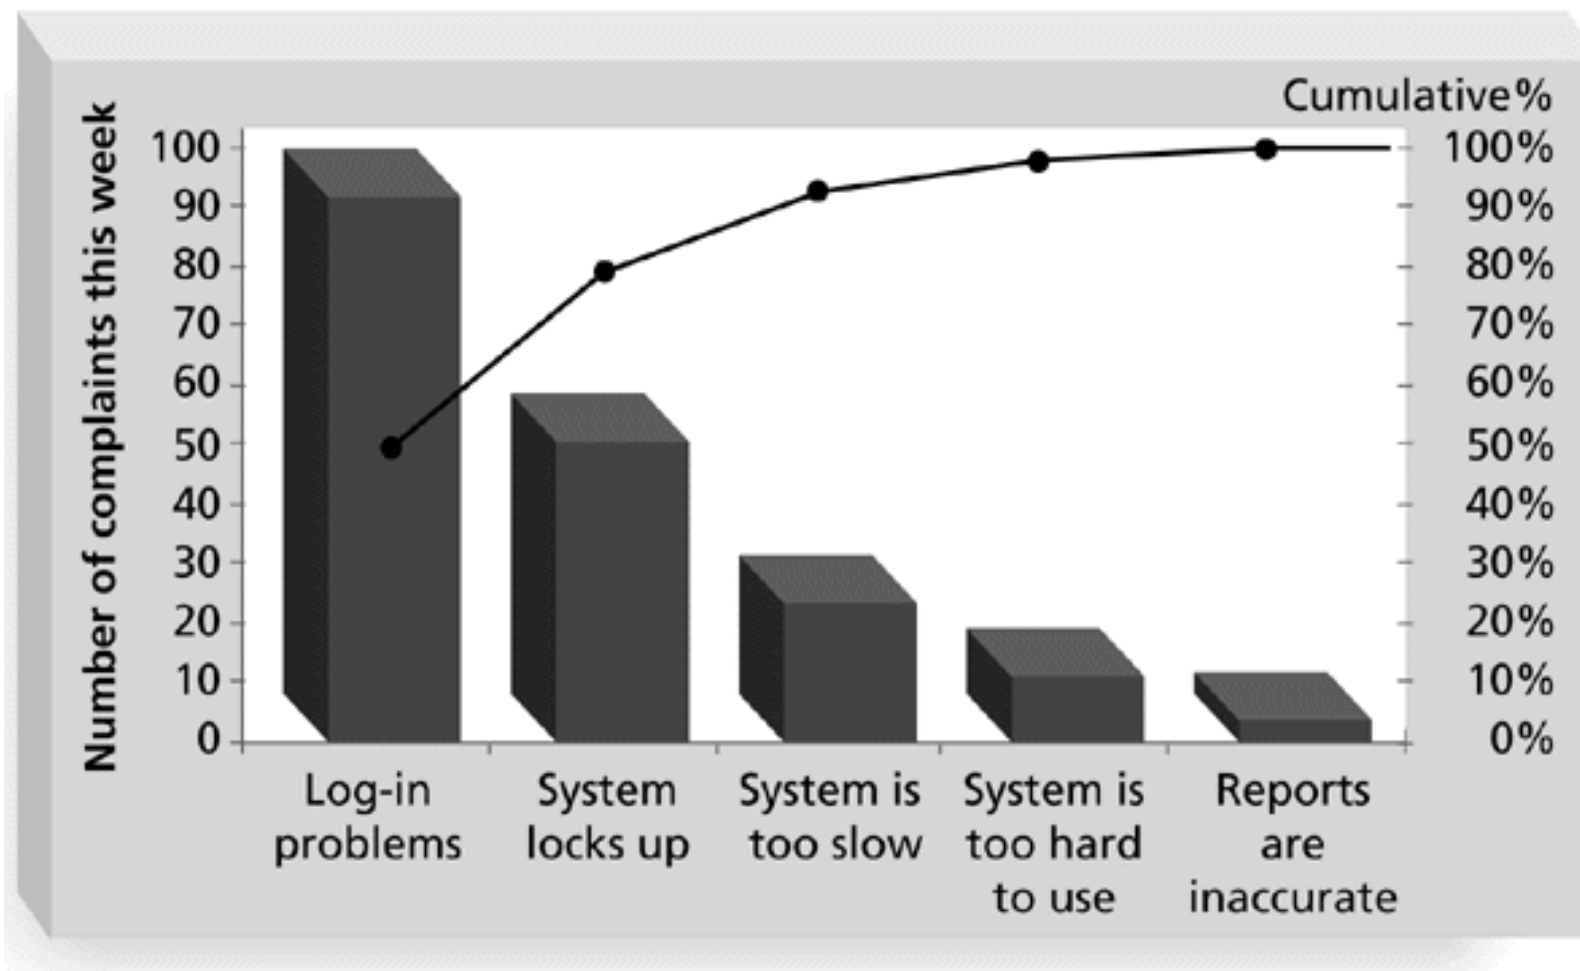 Cumulative%
Number of complaints this week
100
90
80
70
60
50
40
30
20
10
0
100%
90%
80%
70%
60%
50%
40%
30%
20%
10%
0%
Log-in
problems
System
locks up
System is
too slow
System is
too hard
to use
Reports
are
inaccurate